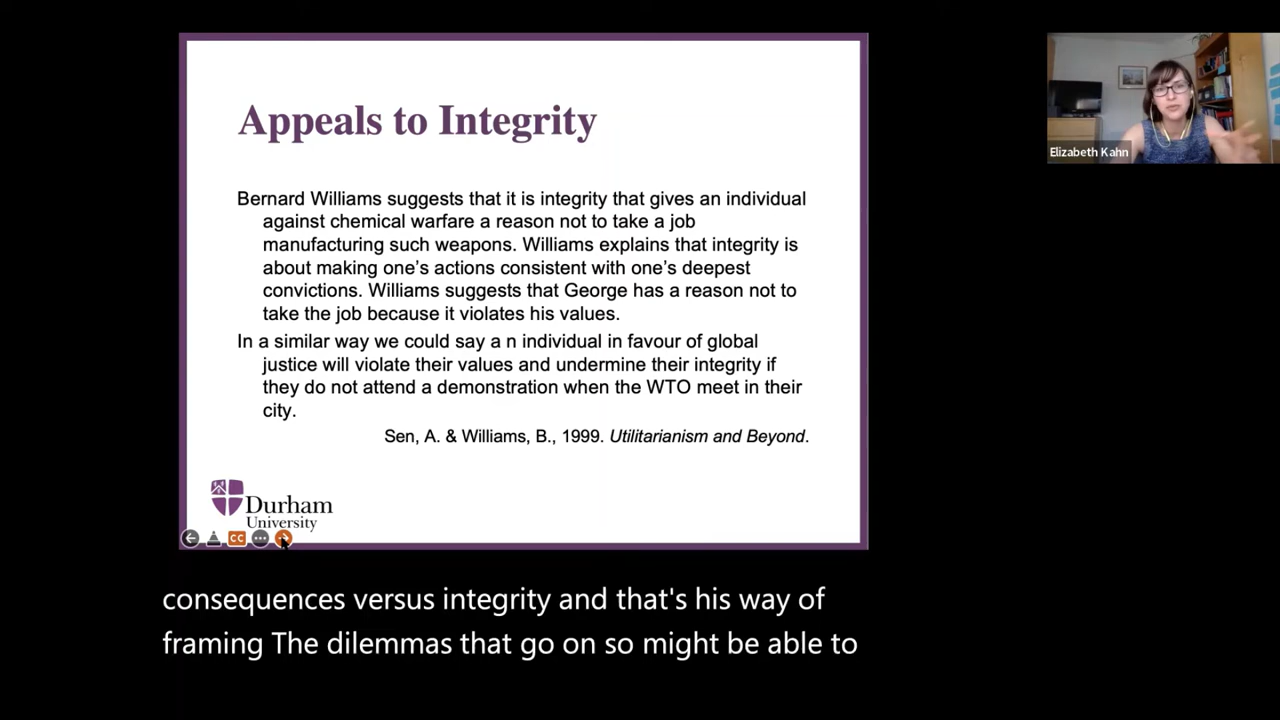 Appeals to Integrity
Elizabeth Kahn
Bernard Williams suggests that it is integrity that gives an individual
against chemical warfare a reason not to take a job
manufacturing such weapons. Williams explains that integrity is
about making one's actions consistent with one's deepest
convictions. Williams suggests that George has a reason not to
take the job because it violates his values.
In a similar way we could say a n individual in favour of global
justice will violate their values and undermine their integrity if
they do not attend a demonstration when the WTO meet in their
city.
Sen, A. & Williams, B., 1999. Utilitarianism and Beyond.
Durham
University
CC
consequences versus integrity and that's his way of
framing The dilemmas that go on so might be able to